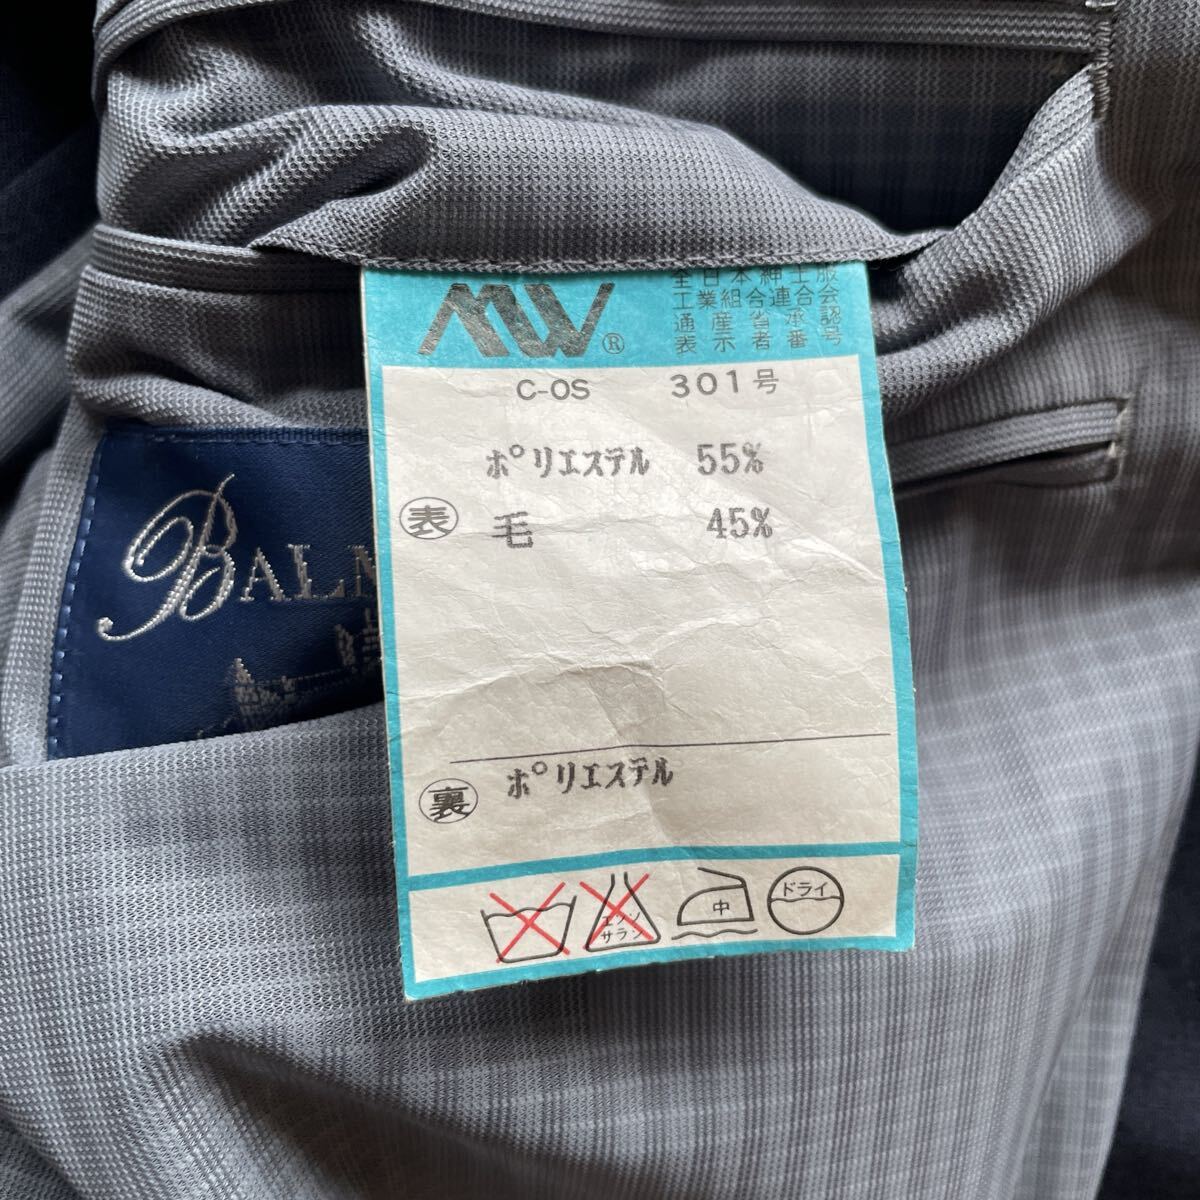 全日本紳士服
工業組合連合会
通産省承認
表示者番号
MW®
C-OS 301号
ポリエステル 55%
表
毛 45%
BALM
ポリエステル
裏
エンソ
サラシ
中
ドライ